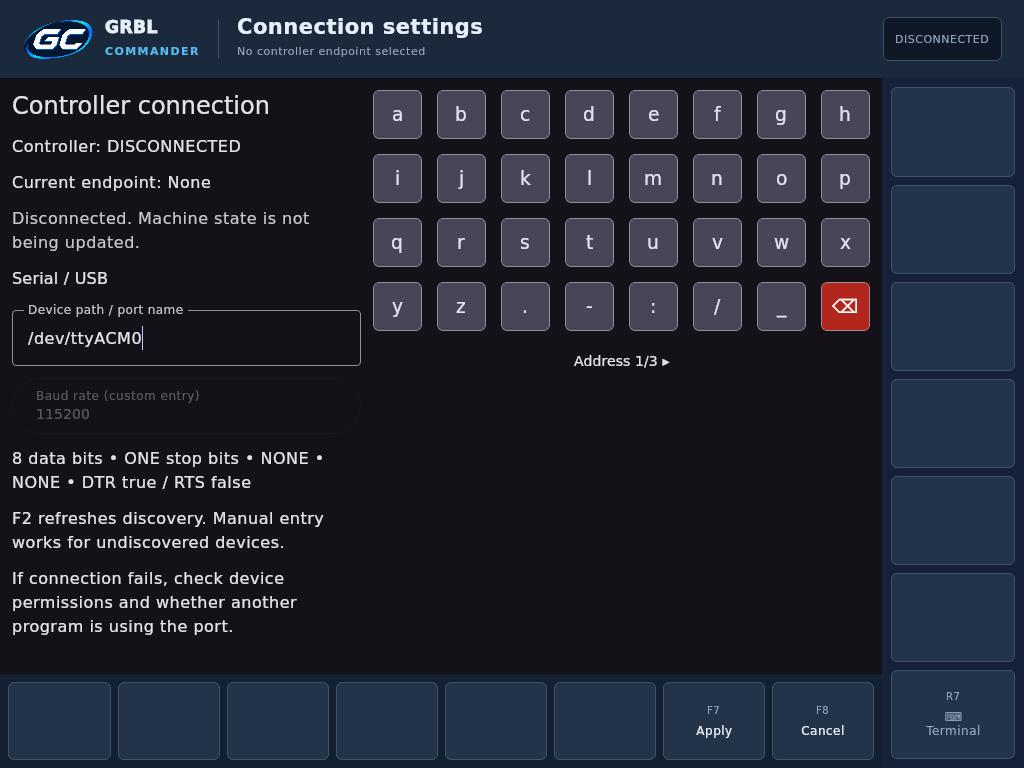 GC
GRBL
COMMANDER
Connection settings
No controller endpoint selected
DISCONNECTED
Controller connection
Controller: DISCONNECTED
Current endpoint: None
Disconnected. Machine state is not
being updated.
Serial / USB
Device path / port name
/dev/ttyACM0
Baud rate (custom entry)
115200
8 data bits • ONE stop bits • NONE •
NONE • DTR true / RTS false
F2 refreshes discovery. Manual entry
works for undiscovered devices.
If connection fails, check device
permissions and whether another
program is using the port.
a b c d e f g h
i j k l m n o p
q r s t u v w x
y z . - : / _ ⌫
Address 1/3 ▸
F7
Apply
F8
Cancel
R7
⌨
Terminal